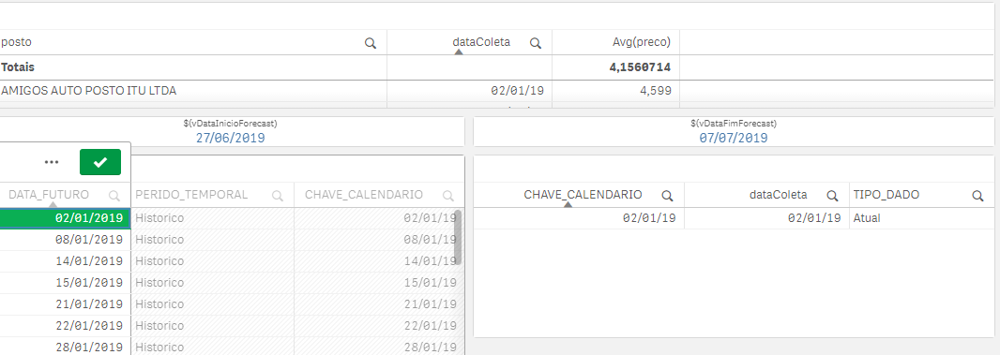 posto dataColeta Avg(preco)
Totais 4,1560714
AMIGOS AUTO POSTO ITU LTDA 02/01/19 4,599
$(vDataInicioForecast) $(vDataFimForecast)
27/06/2019 07/07/2019
DATA_FUTURO PERIDO_TEMPORAL CHAVE_CALENDARIO CHAVE_CALENDARIO dataColeta TIPO_DADO
02/01/2019 Historico 02/01/19 02/01/19 02/01/19 Atual
08/01/2019 Historico 08/01/19
14/01/2019 Historico 14/01/19
15/01/2019 Historico 15/01/19
21/01/2019 Historico 21/01/19
22/01/2019 Historico 22/01/19
28/01/2019 Historico 28/01/19